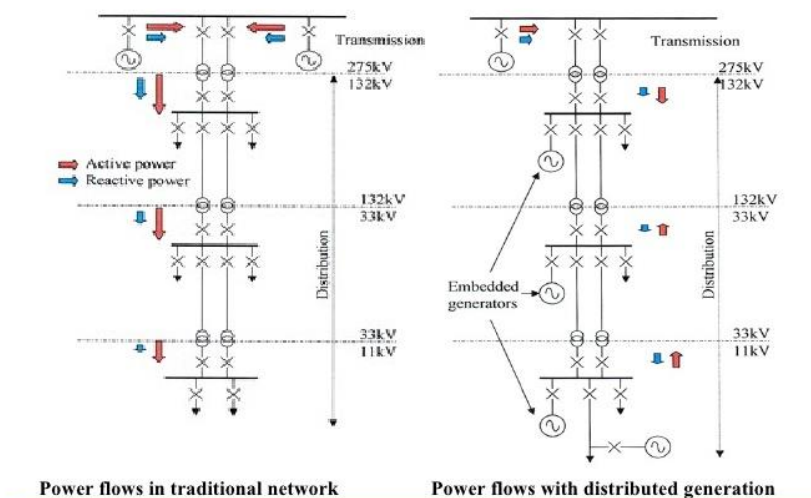 Transmission
275kV
132kV
Active power
Reactive power
132kV
33kV
Distribution
33kV
11kV
Power flows in traditional network
Transmission
275kV
132kV
132kV
33kV
Embedded
generators
Distribution
33kV
11kV
Power flows with distributed generation